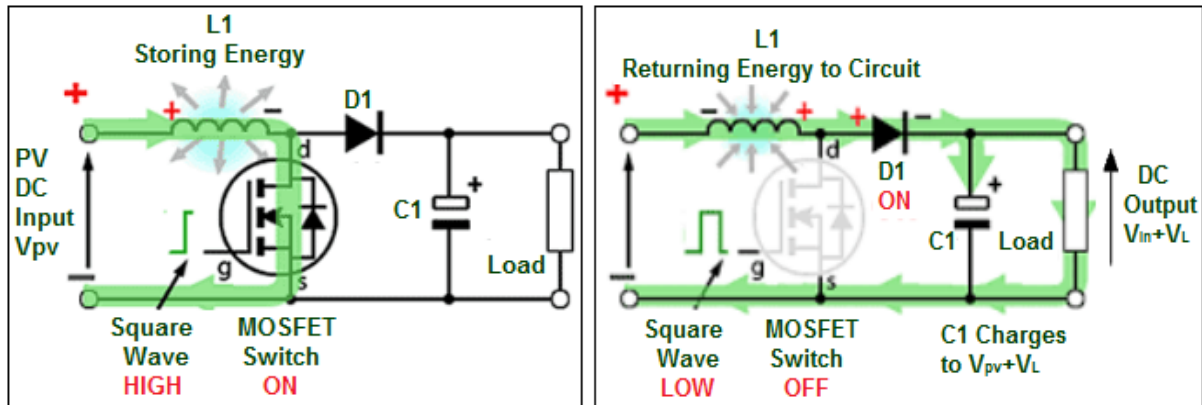 L1
Storing Energy
+
+
−
D1
d
PV
DC
Input
Vpv
C1
+
Load
g
s
−
Square
Wave
HIGH
MOSFET
Switch
ON
L1
Returning Energy to Circuit
+
−
+
+
−
d
D1
ON
+
C1
Load
DC
Output
Vin+VL
g
s
−
Square
Wave
LOW
MOSFET
Switch
OFF
C1 Charges
to Vpv+VL